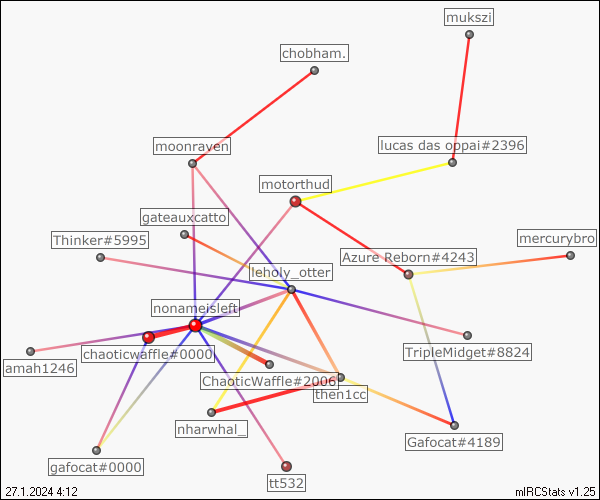 mukszi
chobham.
moonraven
lucas das oppai#2396
motorthud
gateauxcatto
Thinker#5995
mercurybro
Azure Reborn#4243
leholy_otter
nonameisleft
chaoticwaffle#0000
TripleMidget#8824
amah1246
ChaoticWaffle#2006
then1cc
nharwhal_
Gafocat#4189
gafocat#0000
tt532
27.1.2024 4:12
mIRCStats v1.25